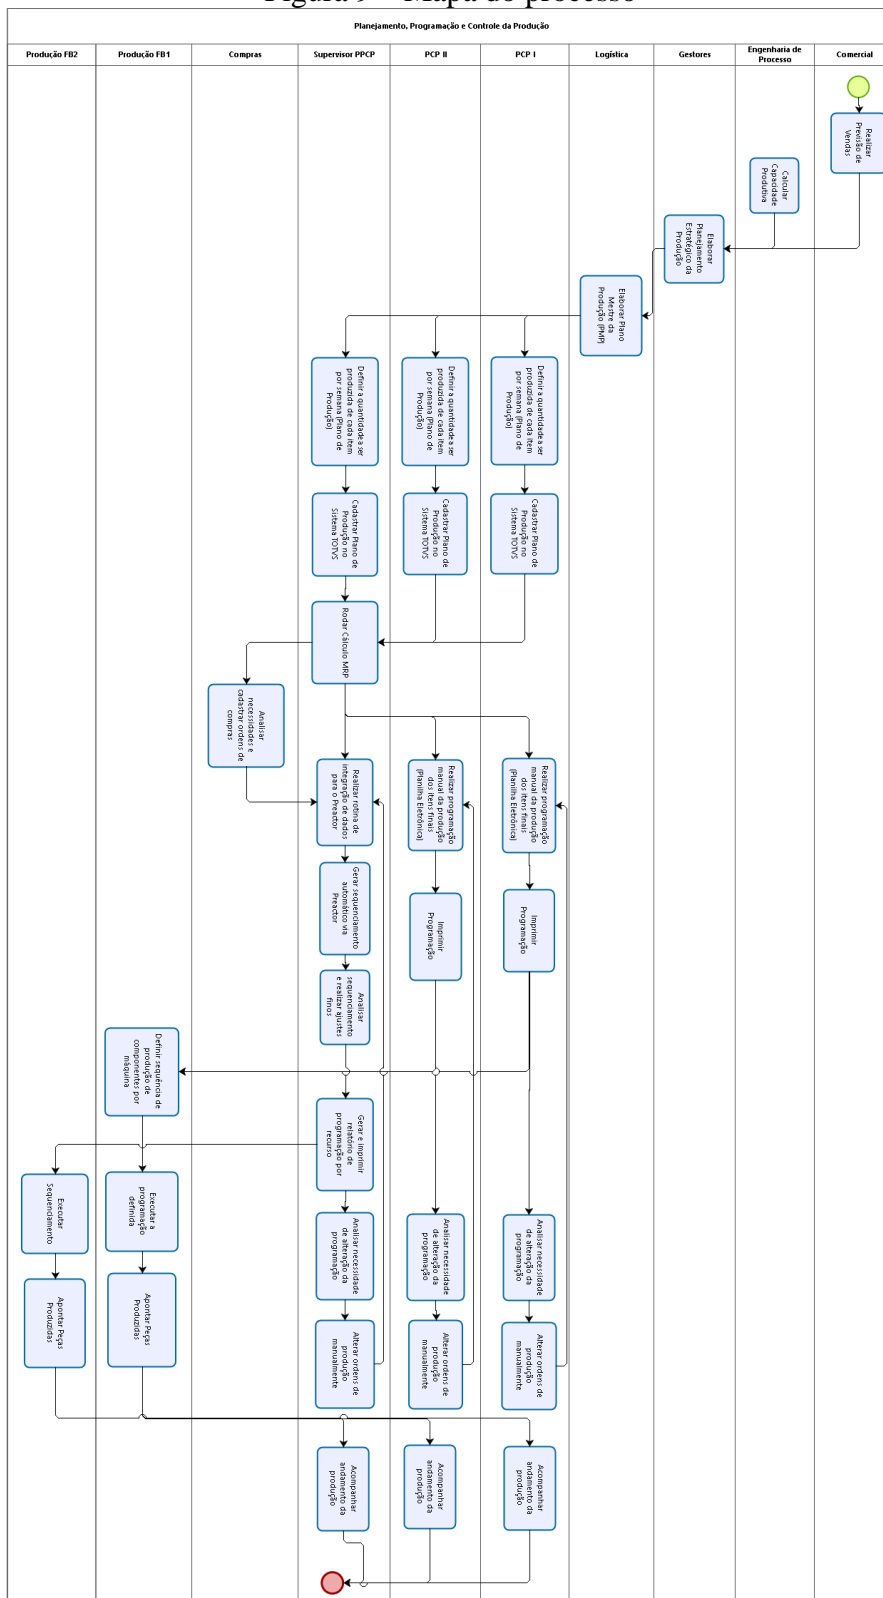 Figura 9 – Mapa do processo
Planejamento, Programação e Controle da Produção
Produção FB2
Produção FB1
Compras
Supervisor PPCP
PCP II
PCP I
Logística
Gestores
Engenharia de
Processo
Comercial
Realizar
Previsão de
Vendas
Calcular
Capacidade
Produtiva
Elaborar
Planejamento
Estratégico da
Produção
Elaborar Plano
Mestre da
Produção (PMP)
Definir a quantidade a ser
produzida de cada item
por semana (Plano de
Produção)
Definir a quantidade a ser
produzida de cada item
por semana (Plano de
Produção)
Definir a quantidade a ser
produzida de cada item
por semana (Plano de
Produção)
Cadastrar Plano de
Produção no
Sistema TOTVS
Cadastrar Plano de
Produção no
Sistema TOTVS
Cadastrar Plano de
Produção no
Sistema TOTVS
Rodar Cálculo MRP
Analisar
necessidades e
cadastrar ordens de
compras
Realizar rotina de
integração de dados
para o Preactor
Realizar programação
manual da produção
dos itens finais
(Planilha Eletrônica)
Realizar programação
manual da produção
dos itens finais
(Planilha Eletrônica)
Gerar sequenciamento
automático via
Preactor
Imprimir
Programação
Imprimir
Programação
Analisar
sequenciamento
e realizar ajustes
finos
Definir sequência de
produção de
componentes por
máquina
Gerar e imprimir
relatório de
programação por
recurso
Executar
Sequenciamento
Executar a
programação
definida
Analisar necessidade
de alteração da
programação
Analisar necessidade
de alteração da
programação
Analisar necessidade
de alteração da
programação
Apontar Peças
Produzidas
Apontar Peças
Produzidas
Alterar ordens de
produção
manualmente
Alterar ordens de
produção
manualmente
Alterar ordens de
produção
manualmente
Acompanhar
andamento da
produção
Acompanhar
andamento da
produção
Acompanhar
andamento da
produção